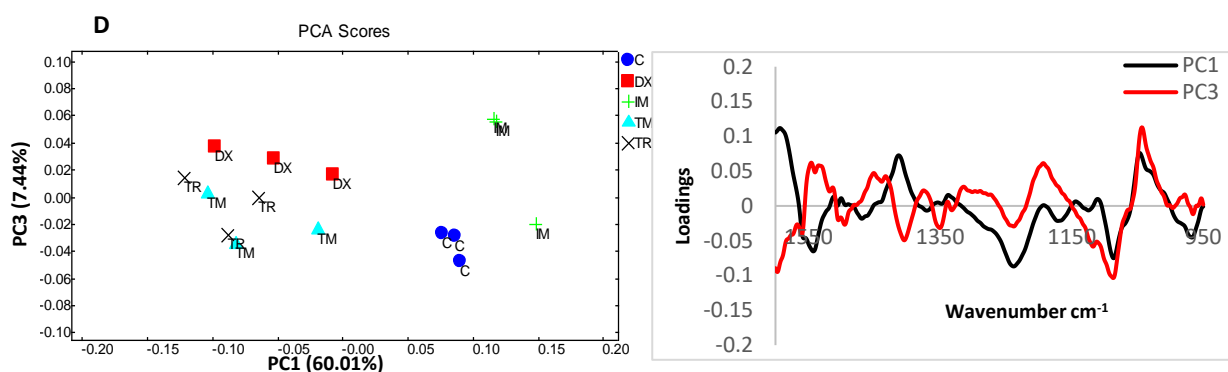 D
PCA Scores
PC3 (7.44%)
0.10
0.08
0.06
0.04
0.02
0.00
-0.02
-0.04
-0.06
-0.08
-0.10
-0.20
-0.15
-0.10
-0.05
-0.00
0.05
0.10
0.15
0.20
PC1 (60.01%)
DX
DX
DX
TR
TM
TR
TR
TM
TM
C
C
C
IM
IM
IM
C
DX
IM
TM
TR
Loadings
0.2
0.15
0.1
0.05
0
-0.05
-0.1
-0.15
-0.2
1550
1350
1150
950
Wavenumber cm-1
PC1
PC3